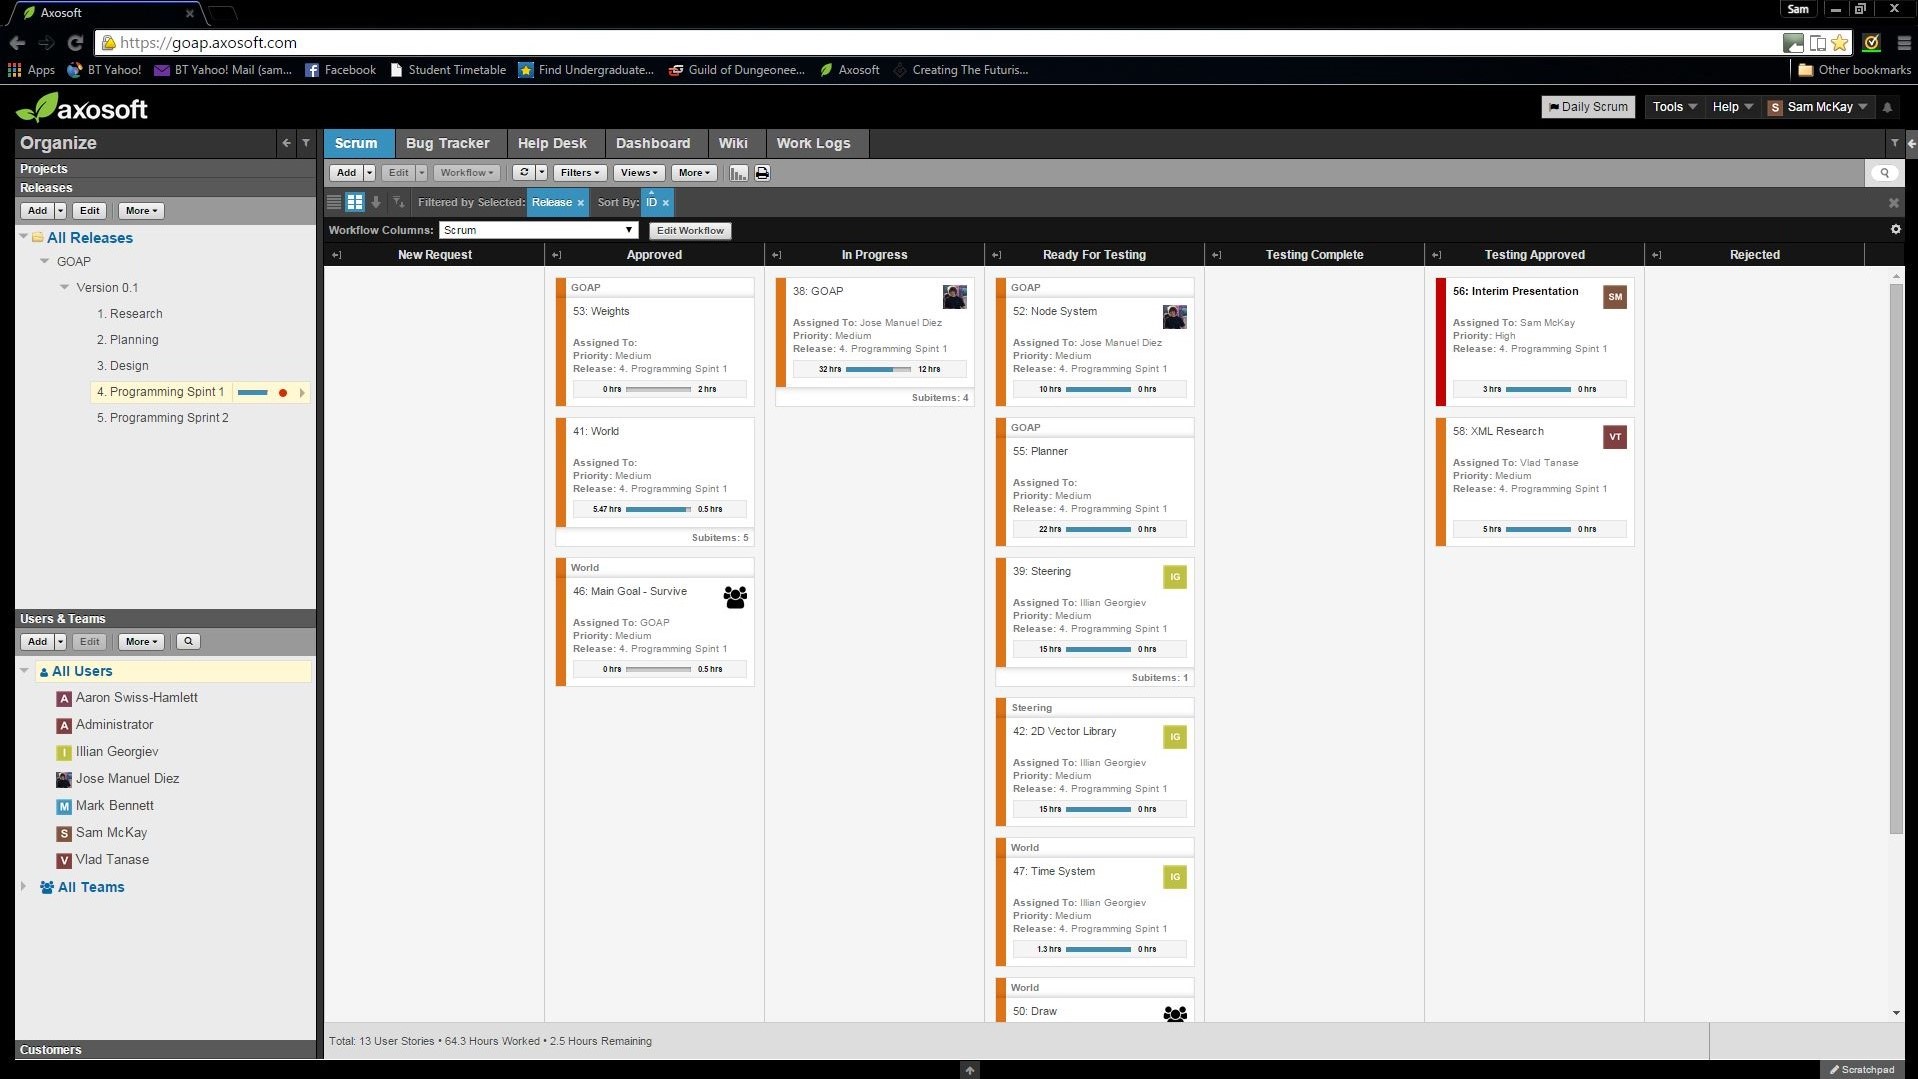 Axosoft
Sam
https://goap.axosoft.com
Apps
BT Yahoo!
BT Yahoo! Mail (sam...
Facebook
Student Timetable
Find Undergraduate...
Guild of Dungeonee...
Axosoft
Creating The Futuris...
Other bookmarks
axosoft
Daily Scrum
Tools
Help
S Sam McKay
Organize
Scrum
Bug Tracker
Help Desk
Dashboard
Wiki
Work Logs
Projects
Releases
Add
Edit
More
All Releases
GOAP
Version 0.1
1. Research
2. Planning
3. Design
4. Programming Spint 1
5. Programming Sprint 2
Users & Teams
Add
Edit
More
All Users
A Aaron Swiss-Hamlett
A Administrator
I Illian Georgiev
Jose Manuel Diez
M Mark Bennett
S Sam McKay
V Vlad Tanase
All Teams
Customers
Add
Edit
Workflow
Filters
Views
More
Filtered by Selected: Release × Sort By: ID ×
Workflow Columns: Scrum Edit Workflow
New Request
Approved
In Progress
Ready For Testing
Testing Complete
Testing Approved
Rejected
GOAP
53: Weights
Assigned To:
Priority: Medium
Release: 4. Programming Spint 1
0 hrs 2 hrs
41: World
Assigned To:
Priority: Medium
Release: 4. Programming Spint 1
5.47 hrs 0.5 hrs
Subitems: 5
World
46: Main Goal - Survive
Assigned To: GOAP
Priority: Medium
Release: 4. Programming Spint 1
0 hrs 0.5 hrs
38: GOAP
Assigned To: Jose Manuel Diez
Priority: Medium
Release: 4. Programming Spint 1
32 hrs 12 hrs
Subitems: 4
GOAP
52: Node System
Assigned To: Jose Manuel Diez
Priority: Medium
Release: 4. Programming Spint 1
10 hrs 0 hrs
GOAP
55: Planner
Assigned To:
Priority: Medium
Release: 4. Programming Spint 1
22 hrs 0 hrs
39: Steering
IG
Assigned To: Illian Georgiev
Priority: Medium
Release: 4. Programming Spint 1
15 hrs 0 hrs
Subitems: 1
Steering
42: 2D Vector Library
IG
Assigned To: Illian Georgiev
Priority: Medium
Release: 4. Programming Spint 1
15 hrs 0 hrs
World
47: Time System
IG
Assigned To: Illian Georgiev
Priority: Medium
Release: 4. Programming Spint 1
1.3 hrs 0 hrs
World
50: Draw
56: Interim Presentation
SM
Assigned To: Sam McKay
Priority: High
Release: 4. Programming Spint 1
3 hrs 0 hrs
58: XML Research
VT
Assigned To: Vlad Tanase
Priority: Medium
Release: 4. Programming Spint 1
5 hrs 0 hrs
Total: 13 User Stories • 64.3 Hours Worked • 2.5 Hours Remaining
Scratchpad